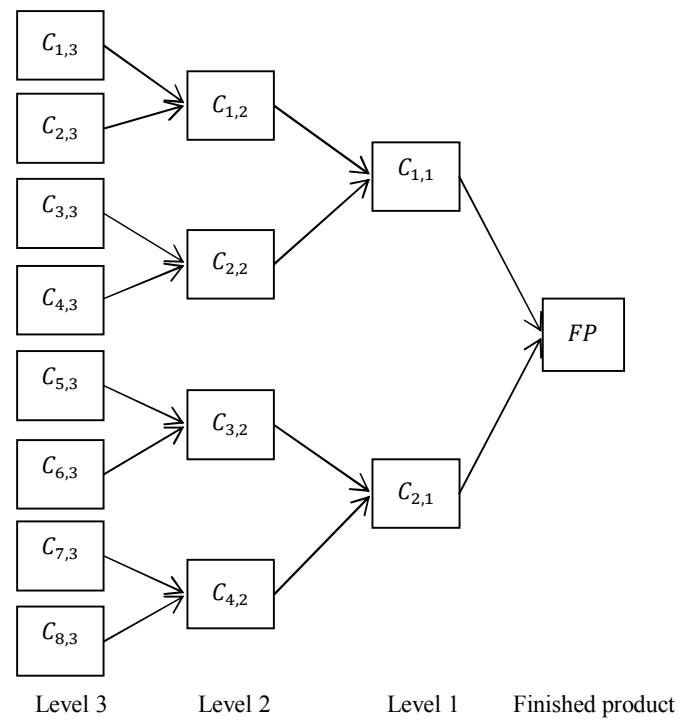 C1,3
C2,3
C3,3
C4,3
C5,3
C6,3
C7,3
C8,3
C1,2
C2,2
C3,2
C4,2
C1,1
C2,1
FP
Level 3 Level 2 Level 1 Finished product